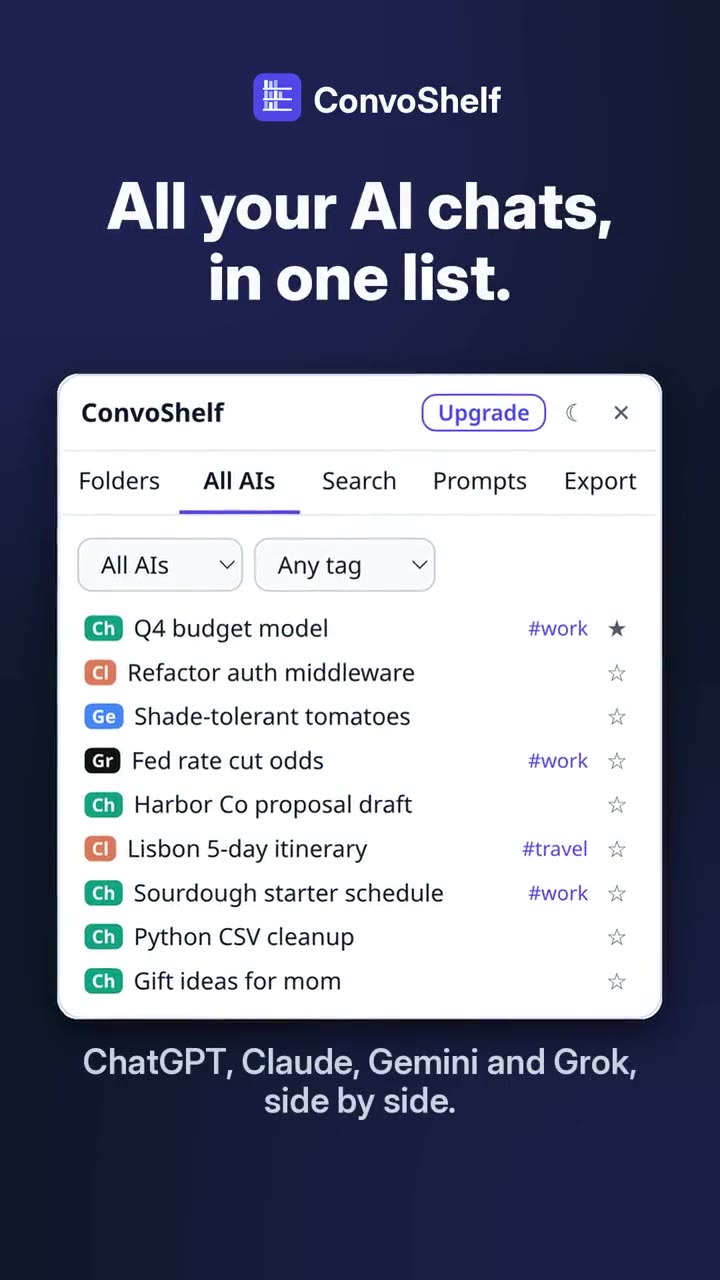 ConvoShelf
All your AI chats,
in one list.
ConvoShelf Upgrade ☾ ✕
Folders All AIs Search Prompts Export
All AIs Any tag
Ch Q4 budget model #work ★
Cl Refactor auth middleware ☆
Ge Shade-tolerant tomatoes ☆
Gr Fed rate cut odds #work ☆
Ch Harbor Co proposal draft ☆
Cl Lisbon 5-day itinerary #travel ☆
Ch Sourdough starter schedule #work ☆
Ch Python CSV cleanup ☆
Ch Gift ideas for mom ☆
ChatGPT, Claude, Gemini and Grok,
side by side.